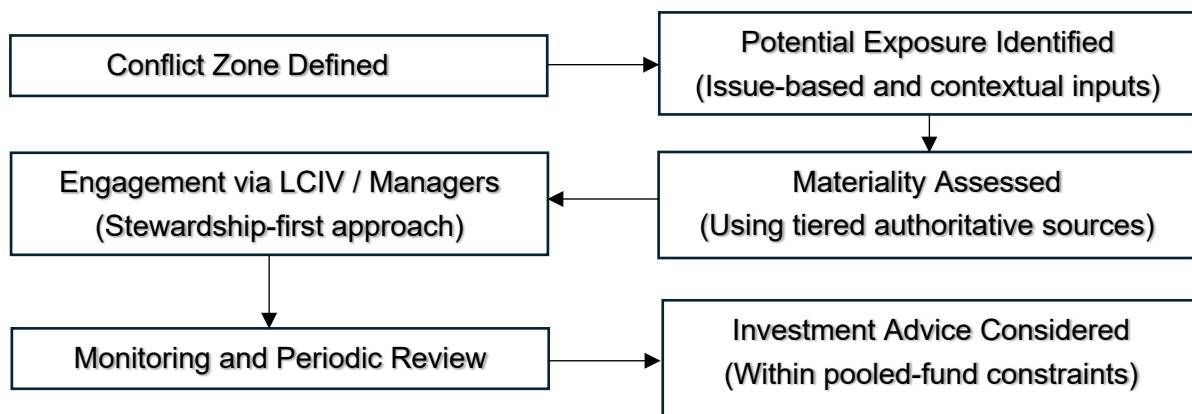 Conflict Zone Defined
Potential Exposure Identified
(Issue-based and contextual inputs)
Materiality Assessed
(Using tiered authoritative sources)
Engagement via LCIV / Managers
(Stewardship-first approach)
Monitoring and Periodic Review
Investment Advice Considered
(Within pooled-fund constraints)